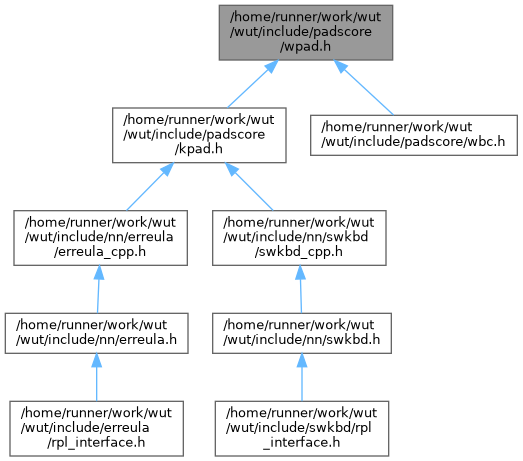 /home/runner/work/wut
/wut/include/padscore
/wpad.h
/home/runner/work/wut
/wut/include/padscore
/kpad.h
/home/runner/work/wut
/wut/include/padscore/wbc.h
/home/runner/work/wut
/wut/include/nn/erreula
/erreula_cpp.h
/home/runner/work/wut
/wut/include/nn/swkbd
/swkbd_cpp.h
/home/runner/work/wut
/wut/include/nn/erreula.h
/home/runner/work/wut
/wut/include/nn/swkbd.h
/home/runner/work/wut
/wut/include/erreula
/rpl_interface.h
/home/runner/work/wut
/wut/include/swkbd/rpl
_interface.h